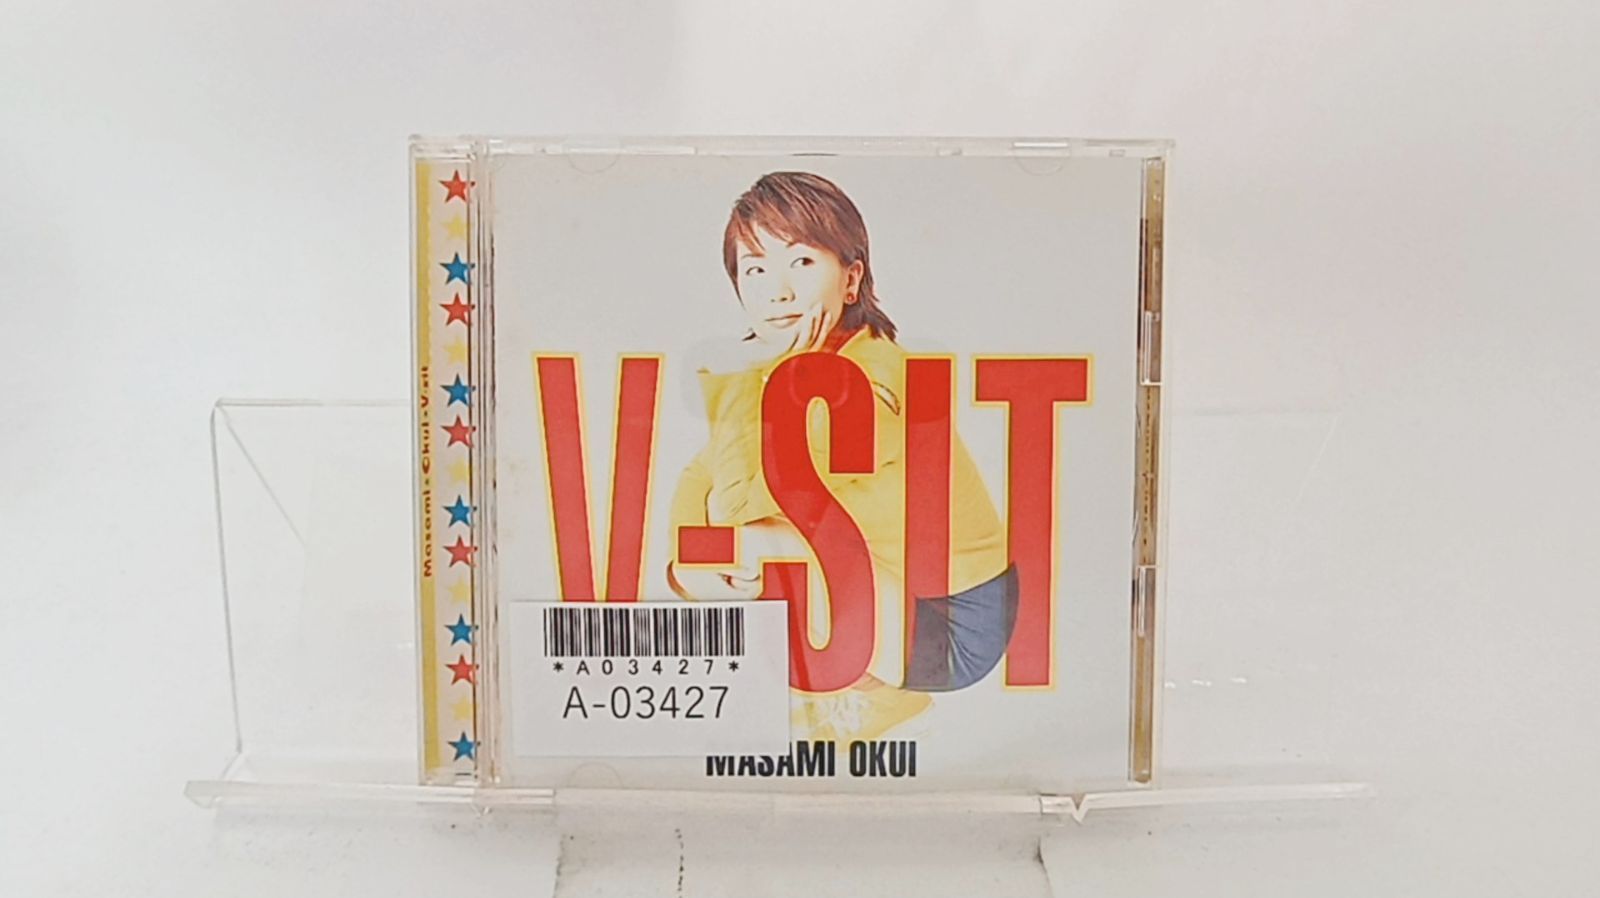 Masami★Okui★V-sit
V-SIT
*A03427*
A-03427
MASAMI OKUI